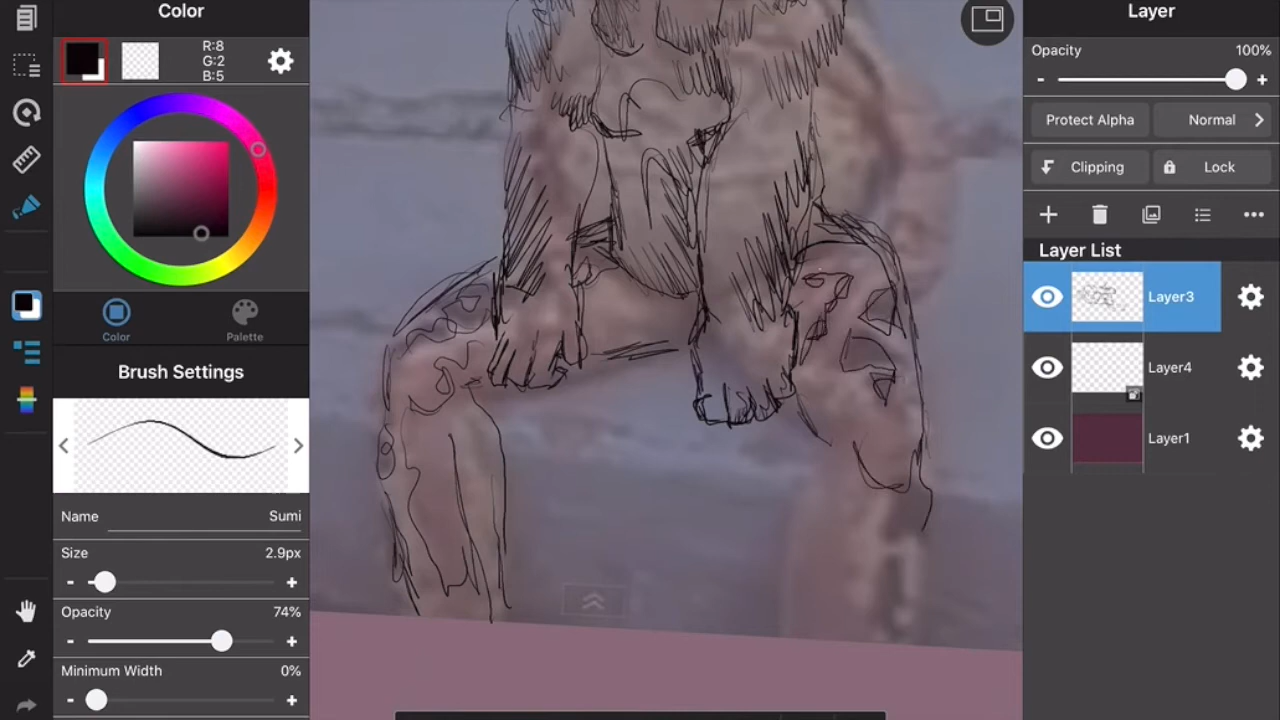 Color
R:8
G:2
B:5
Color
Palette
Brush Settings
Name Sumi
Size 2.9px
- +
Opacity 74%
- +
Minimum Width 0%
- +
Layer
Opacity 100%
- +
Protect Alpha Normal
Clipping Lock
Layer List
Layer3
Layer4
Layer1